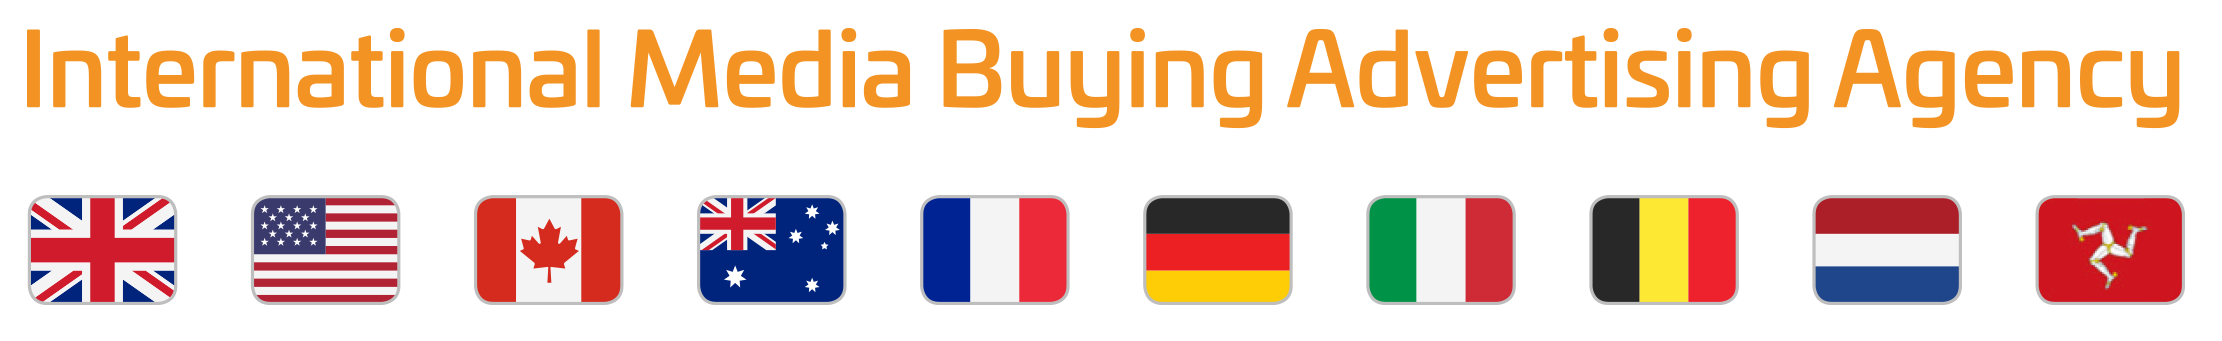 International Media Buying Advertising Agency